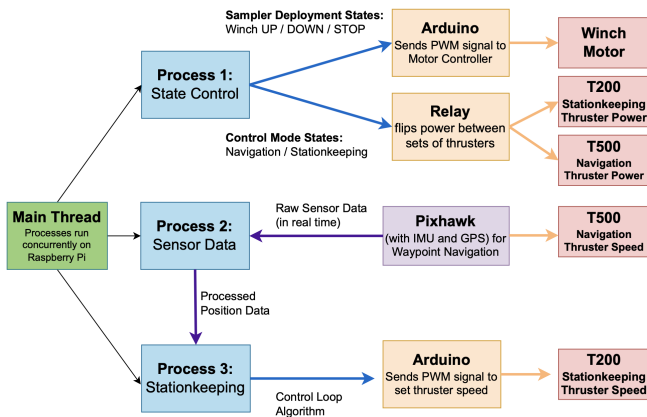 Sampler Deployment States:
Winch UP / DOWN / STOP
Arduino
Sends PWM signal to
Motor Controller
Winch
Motor
Process 1:
State Control
T200
Stationkeeping
Thruster Power
Relay
flips power between
sets of thrusters
Control Mode States:
Navigation / Stationkeeping
T500
Navigation
Thruster Power
Main Thread
Processes run
concurrently on
Raspberry Pi
Process 2:
Sensor Data
Raw Sensor Data
(in real time)
Pixhawk
(with IMU and GPS) for
Waypoint Navigation
T500
Navigation
Thruster Speed
Processed
Position Data
Process 3:
Stationkeeping
Control Loop
Algorithm
Arduino
Sends PWM signal to
set thruster speed
T200
Stationkeeping
Thruster Speed